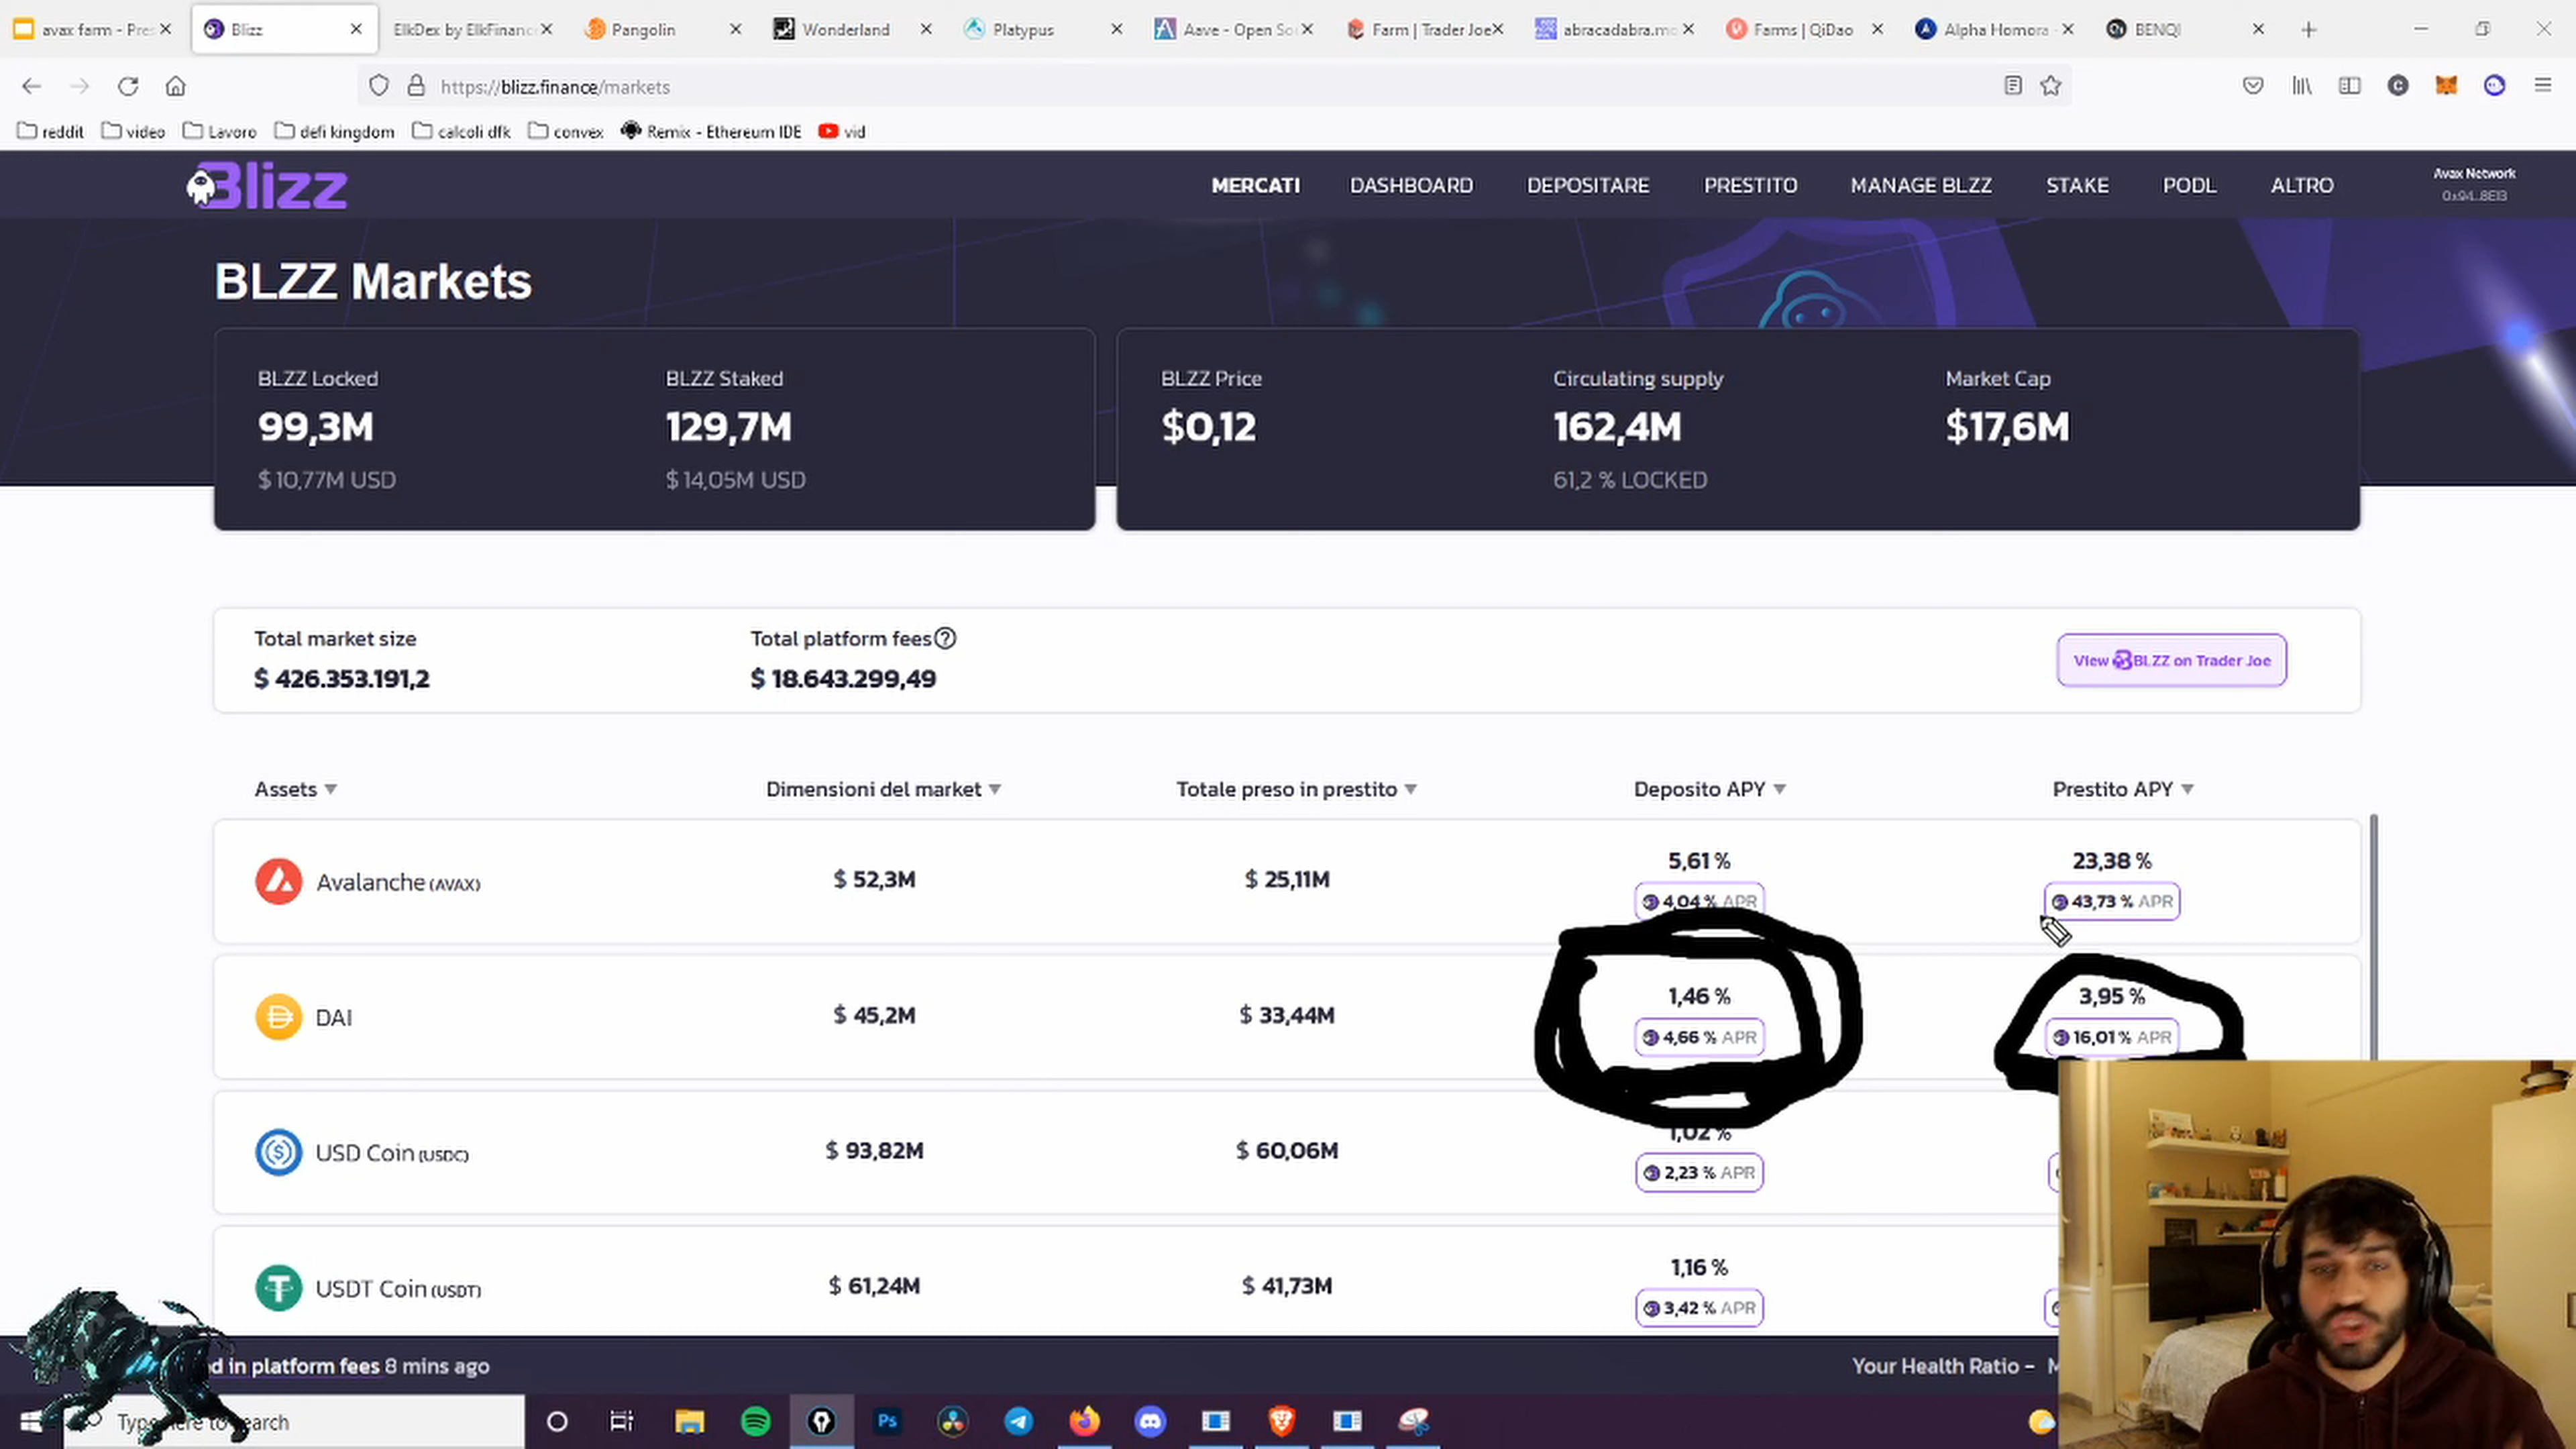 avax farm - Pres
Blizz
ElkDex by ElkFinanc
Pangolin
Wonderland
Platypus
Aave - Open So
Farm | Trader Joe
abracadabra.mo
Farms | QiDao
Alpha Homora -
BENQI
https://blizz.finance/markets
reddit
video
Lavoro
defi kingdom
calcoli dfk
convex
Remix - Ethereum IDE
vid
Blizz
MERCATI
DASHBOARD
DEPOSITARE
PRESTITO
MANAGE BLZZ
STAKE
PODL
ALTRO
Avax Network
0x94...8E13
BLZZ Markets
BLZZ Locked
99,3M
$ 10,77M USD
BLZZ Staked
129,7M
$ 14,05M USD
BLZZ Price
$0,12
Circulating supply
162,4M
61,2 % LOCKED
Market Cap
$17,6M
Total market size
$ 426.353.191,2
Total platform fees ?
$ 18.643.299,49
View BLZZ on Trader Joe
Assets
Dimensioni del market
Totale preso in prestito
Deposito APY
Prestito APY
Avalanche (AVAX)
$ 52,3M
$ 25,11M
5,61 %
4,04 % APR
23,38 %
43,73 % APR
DAI
$ 45,2M
$ 33,44M
1,46 %
4,66 % APR
3,95 %
16,01 % APR
USD Coin (USDC)
$ 93,82M
$ 60,06M
1,02 %
2,23 % APR
USDT Coin (USDT)
$ 61,24M
$ 41,73M
1,16 %
3,42 % APR
d in platform fees 8 mins ago
Your Health Ratio - M
Type here to search
Ps